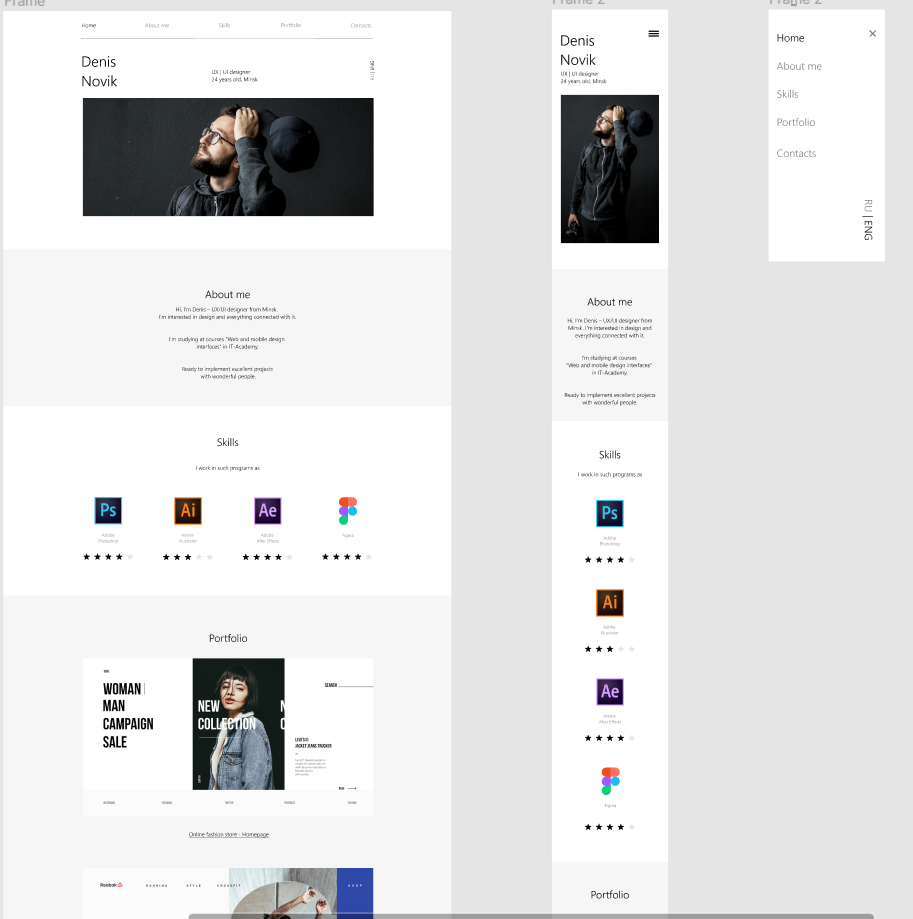 Frame
Home
About me
Skills
Portfolio
Contacts
Denis
Novik
UX | UI designer
24 years old, Minsk
About me
Hi, I'm Denis – UX/UI designer from Minsk.
I'm interested in design and everything connected with it.
I'm studying at courses "Web and mobile design
interfaces" in IT-Academy.
Ready to implement excellent projects
with wonderful people.
Skills
I work in such programs as
Ps
Ai
Ae
Adobe
Photoshop
Adobe
Illustrator
Adobe
After Effects
Figma
Portfolio
WOMAN
MAN
CAMPAIGN
SALE
NEW
COLLECTION
SEARCH
LEVI'S®
JACKET JEANS TRUCKER
Online fashion store - Homepage
Reebok
RUNNING
STYLE
CROSSFIT
SHOP
Frame 2
Denis
Novik
UX | UI designer
24 years old, Minsk
About me
Hi, I'm Denis – UX/UI designer from
Minsk. I'm interested in design and
everything connected with it.
I'm studying at courses
"Web and mobile design interfaces"
in IT-Academy.
Ready to implement excellent projects
with wonderful people.
Skills
I work in such programs as
Ps
Adobe
Photoshop
Ai
Adobe
Illustrator
Ae
Adobe
After Effects
Figma
Portfolio
Frame 2
Home
About me
Skills
Portfolio
Contacts
RU | ENG